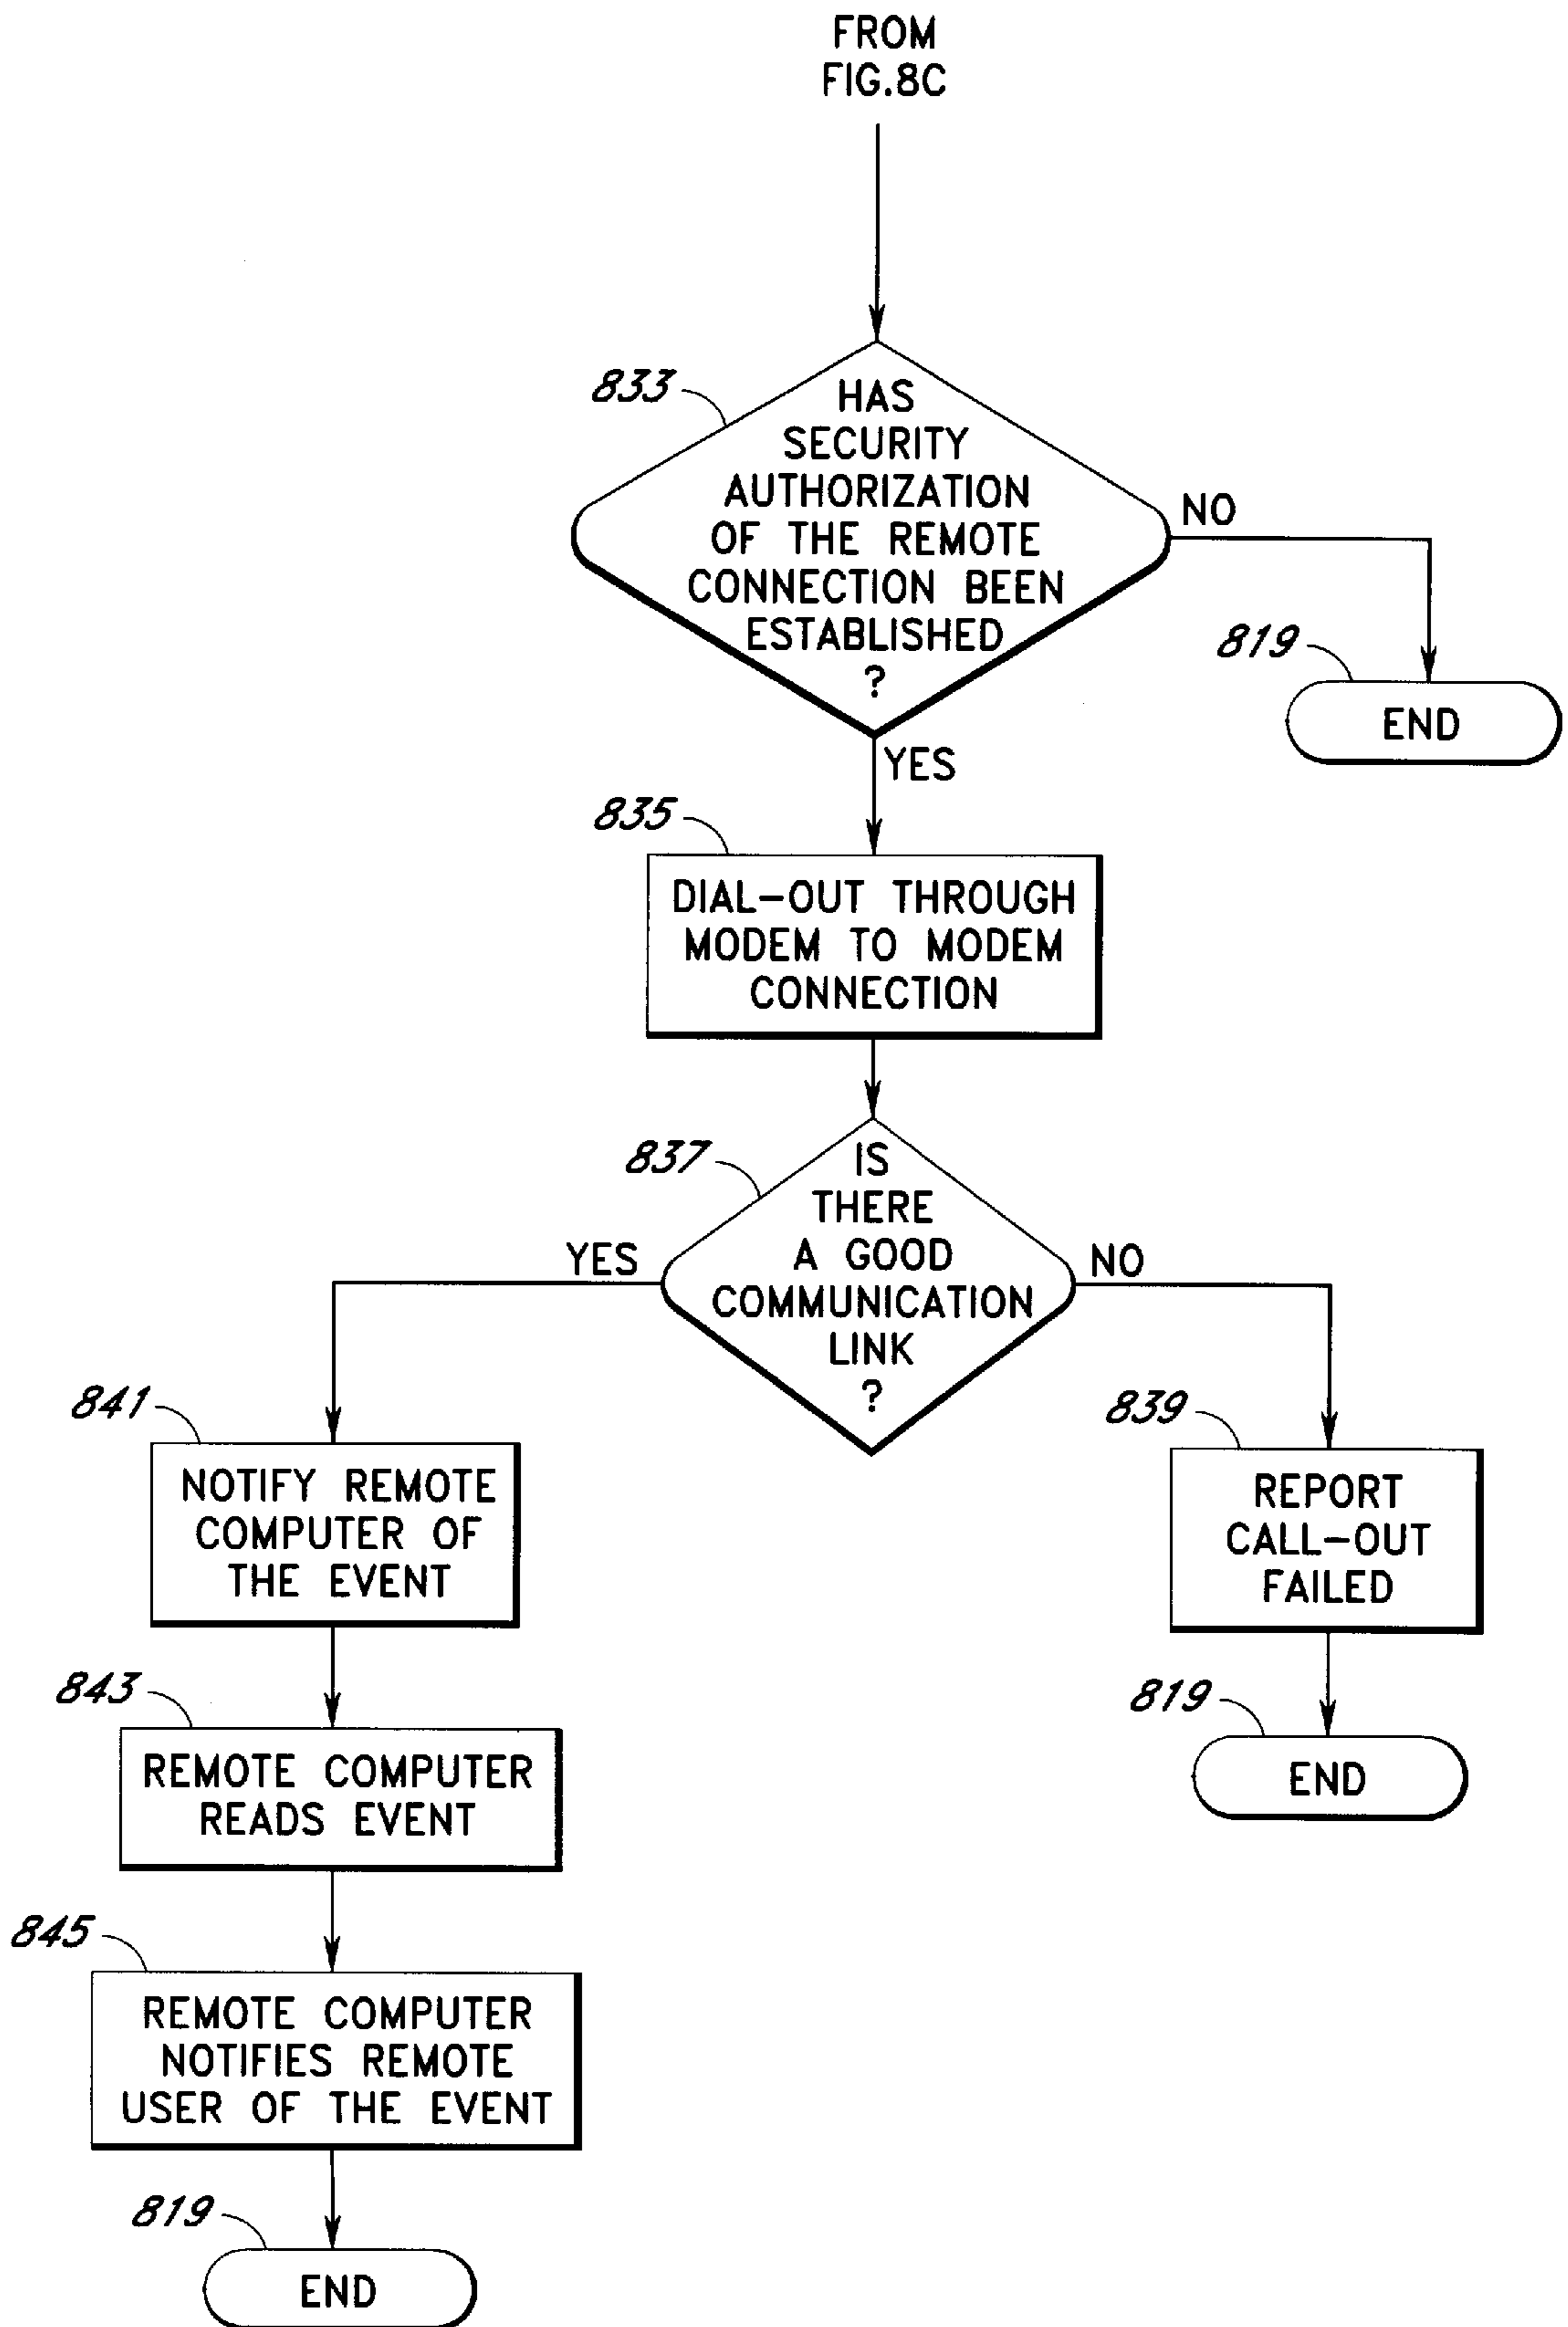 FROM
FIG.8C
833
HAS
SECURITY
AUTHORIZATION
OF THE REMOTE
CONNECTION BEEN
ESTABLISHED
?
NO
819
END
YES
835
DIAL-OUT THROUGH
MODEM TO MODEM
CONNECTION
837
IS
THERE
A GOOD
COMMUNICATION
LINK
?
YES
NO
841
NOTIFY REMOTE
COMPUTER OF
THE EVENT
839
REPORT
CALL-OUT
FAILED
843
REMOTE COMPUTER
READS EVENT
819
END
845
REMOTE COMPUTER
NOTIFIES REMOTE
USER OF THE EVENT
819
END